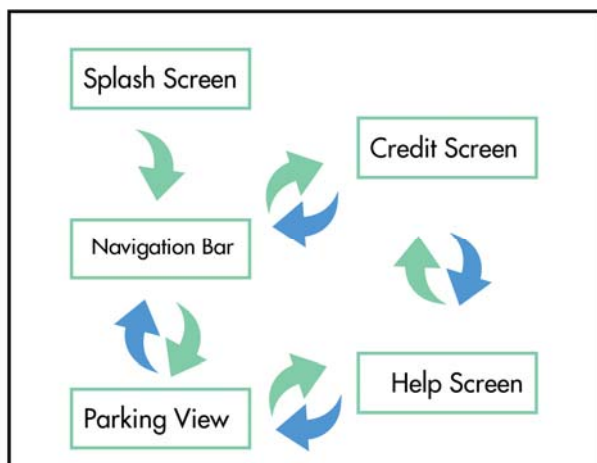 Splash Screen
Credit Screen
Navigation Bar
Help Screen
Parking View